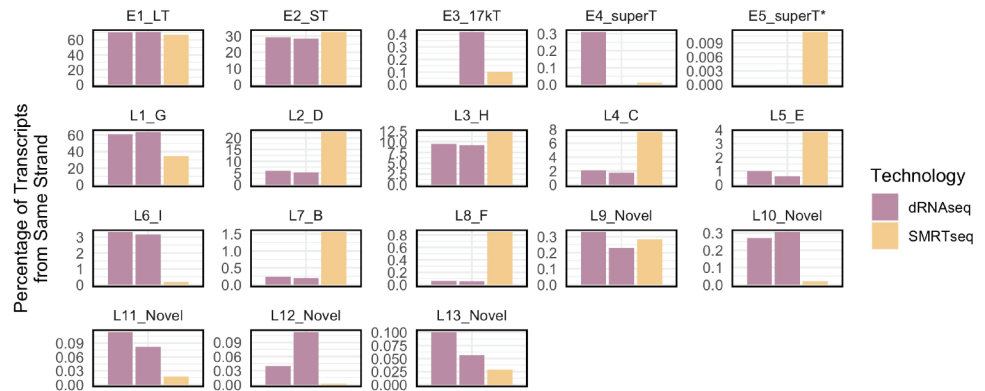 E1_LT E2_ST E3_17kT E4_superT E5_superT*
60 40 20 0
30 20 10 0
0.4 0.3 0.2 0.1 0.0
0.3 0.2 0.1 0.0
0.009 0.006 0.003 0.000
L1_G L2_D L3_H L4_C L5_E
60 40 20 0
20 15 10 5 0
12.5 10.0 7.5 5.0 2.5 0.0
8 6 4 2 0
4 3 2 1 0
L6_I L7_B L8_F L9_Novel L10_Novel
3 2 1 0
1.5 1.0 0.5 0.0
0.8 0.6 0.4 0.2 0.0
0.3 0.2 0.1 0.0
0.3 0.2 0.1 0.0
L11_Novel L12_Novel L13_Novel
0.09 0.06 0.03 0.00
0.09 0.06 0.03 0.00
0.100 0.075 0.050 0.025 0.000
Percentage of Transcripts
from Same Strand
Technology
dRNAseq
SMRTseq